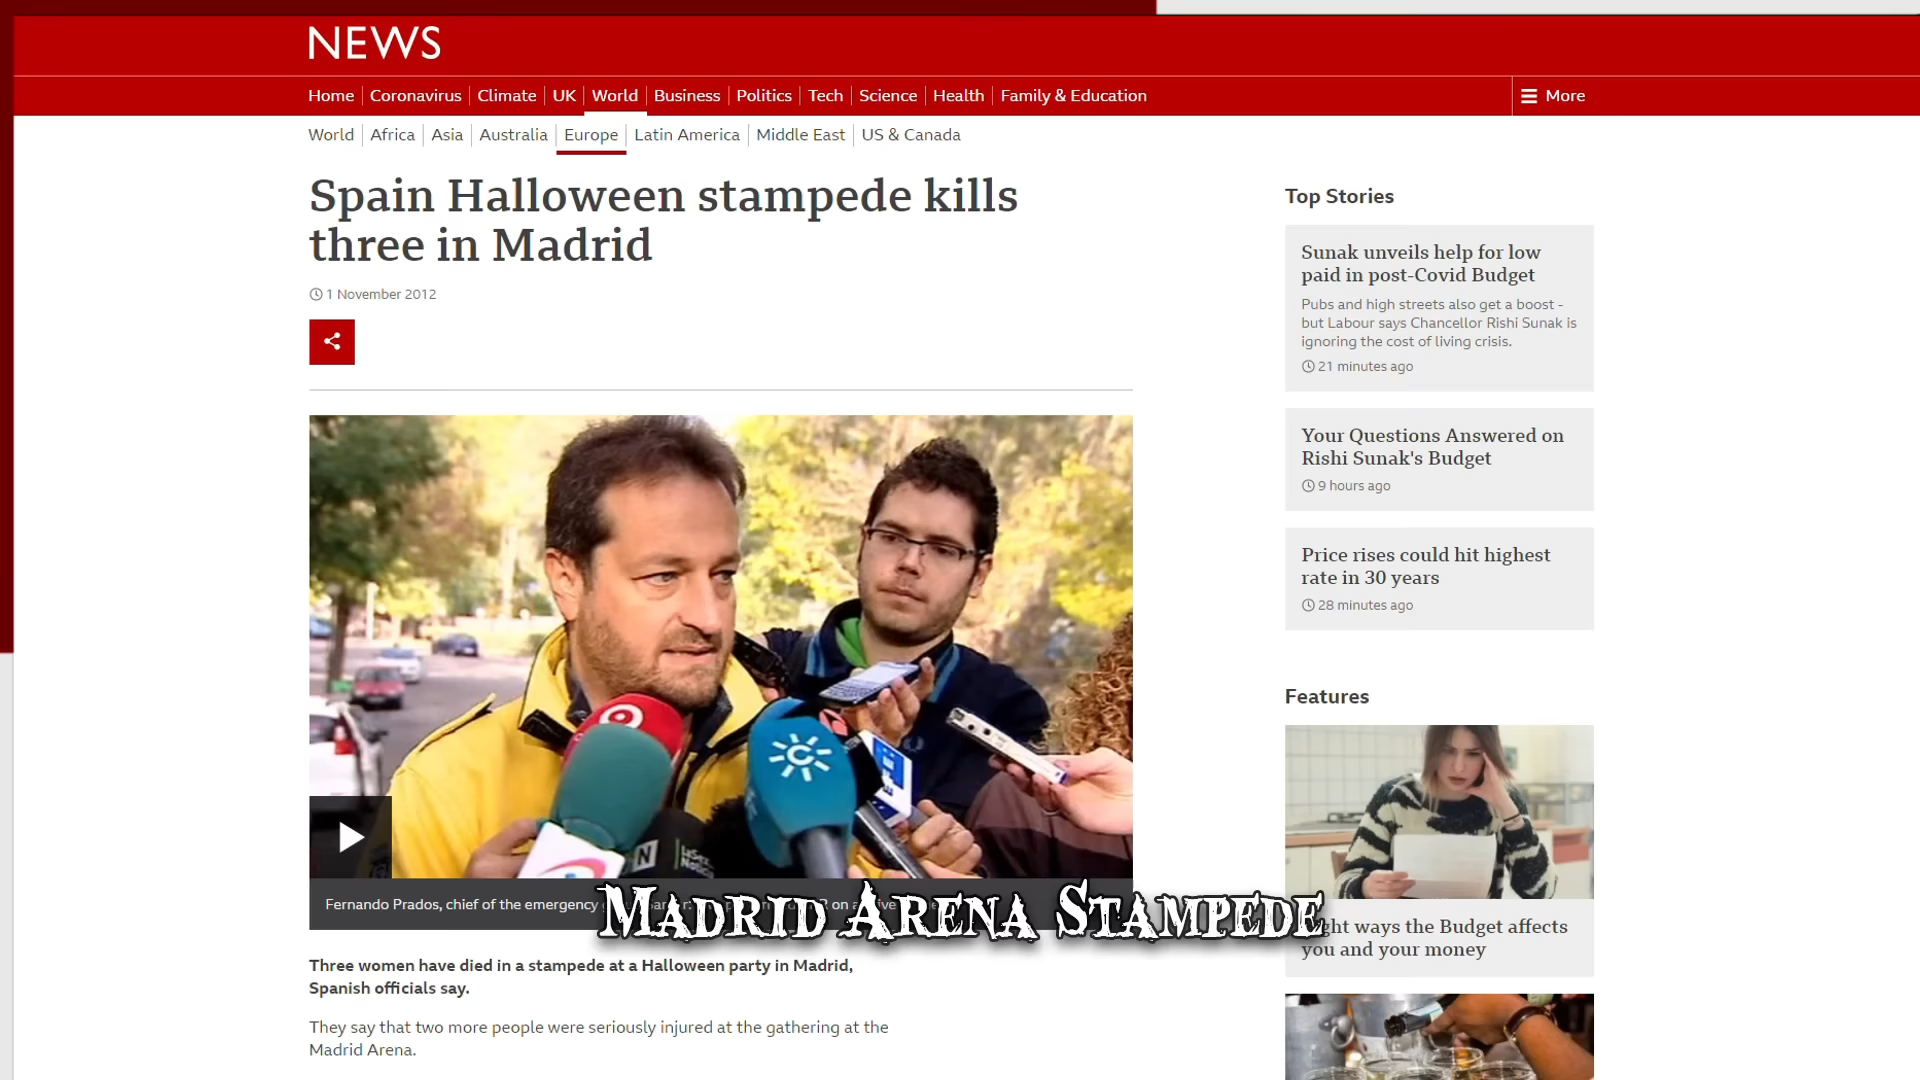 NEWS
Home Coronavirus Climate UK World Business Politics Tech Science Health Family & Education More
World Africa Asia Australia Europe Latin America Middle East US & Canada
Spain Halloween stampede kills
three in Madrid
1 November 2012
Fernando Prados, chief of the emergency
MADRID ARENA STAMPEDE
Three women have died in a stampede at a Halloween party in Madrid,
Spanish officials say.
They say that two more people were seriously injured at the gathering at the
Madrid Arena.
Top Stories
Sunak unveils help for low
paid in post-Covid Budget
Pubs and high streets also get a boost -
but Labour says Chancellor Rishi Sunak is
ignoring the cost of living crisis.
21 minutes ago
Your Questions Answered on
Rishi Sunak's Budget
9 hours ago
Price rises could hit highest
rate in 30 years
28 minutes ago
Features
ways the Budget affects
you and your money